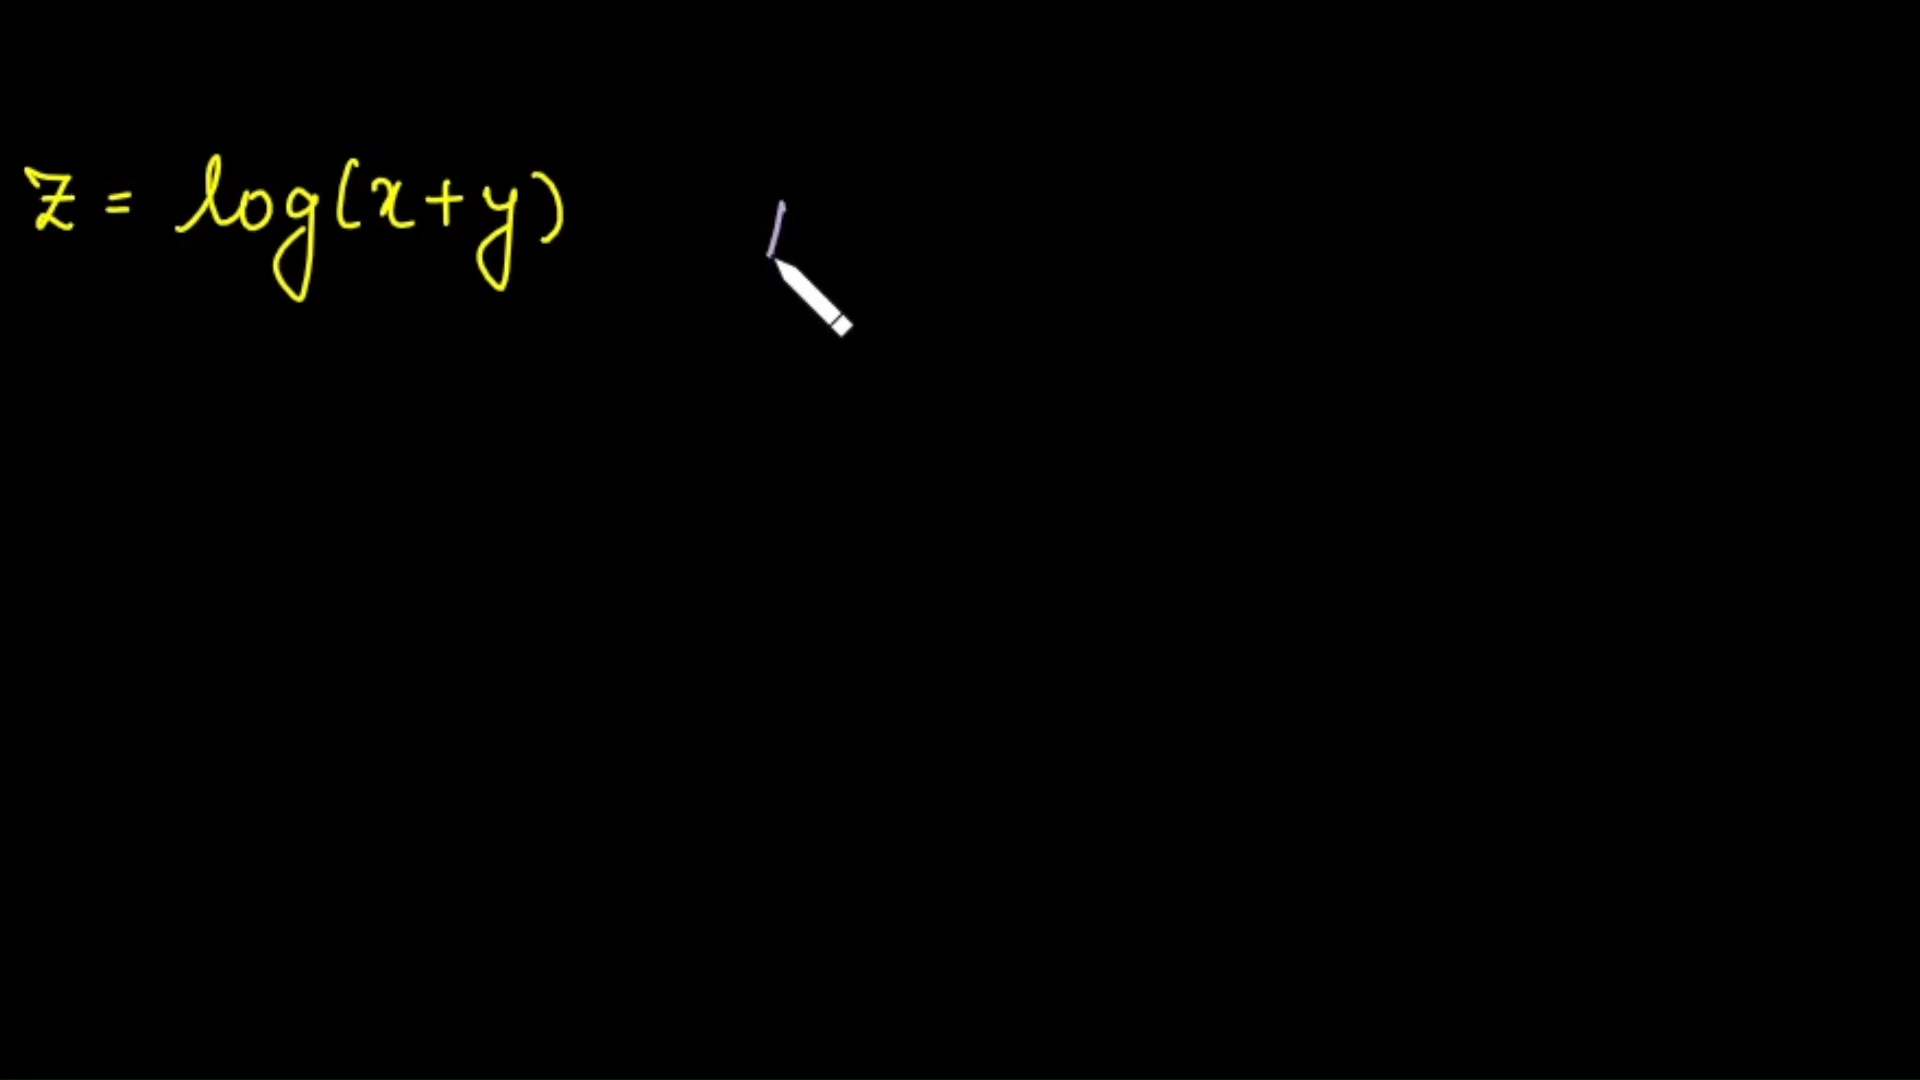 z = log(x+y)